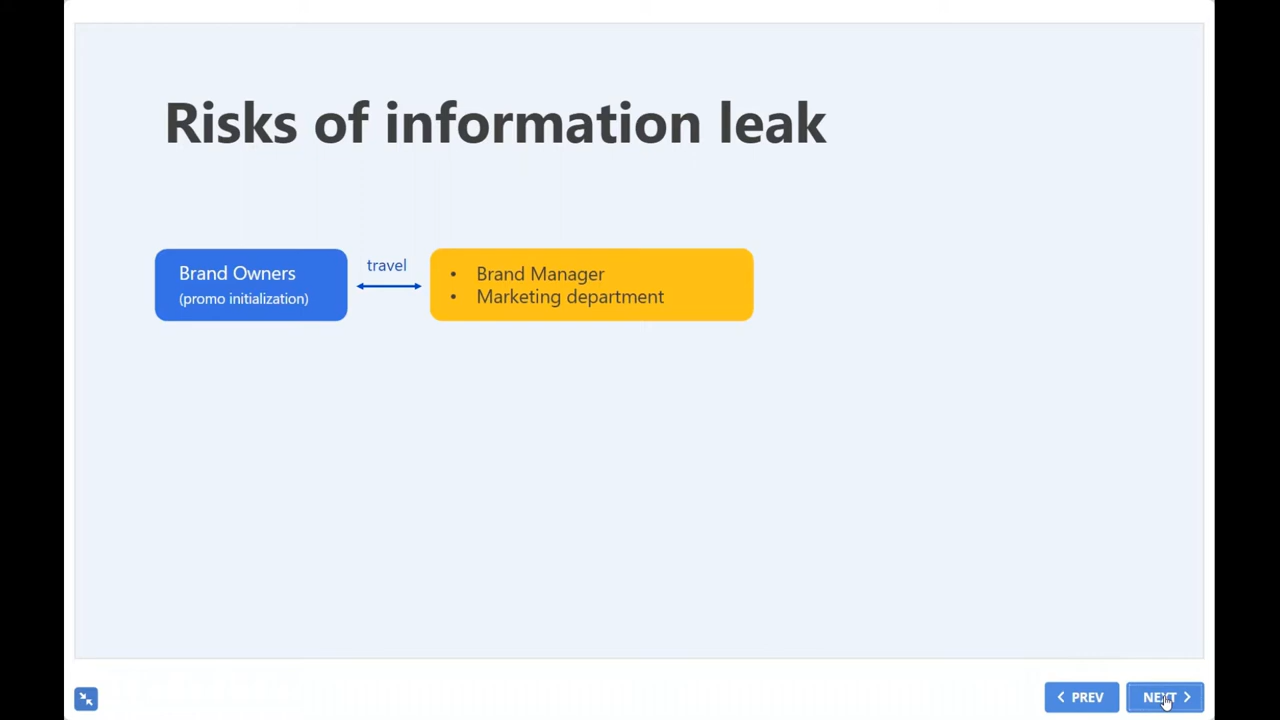 Risks of information leak
Brand Owners
(promo initialization)
travel
• Brand Manager
• Marketing department
PREV
NEXT